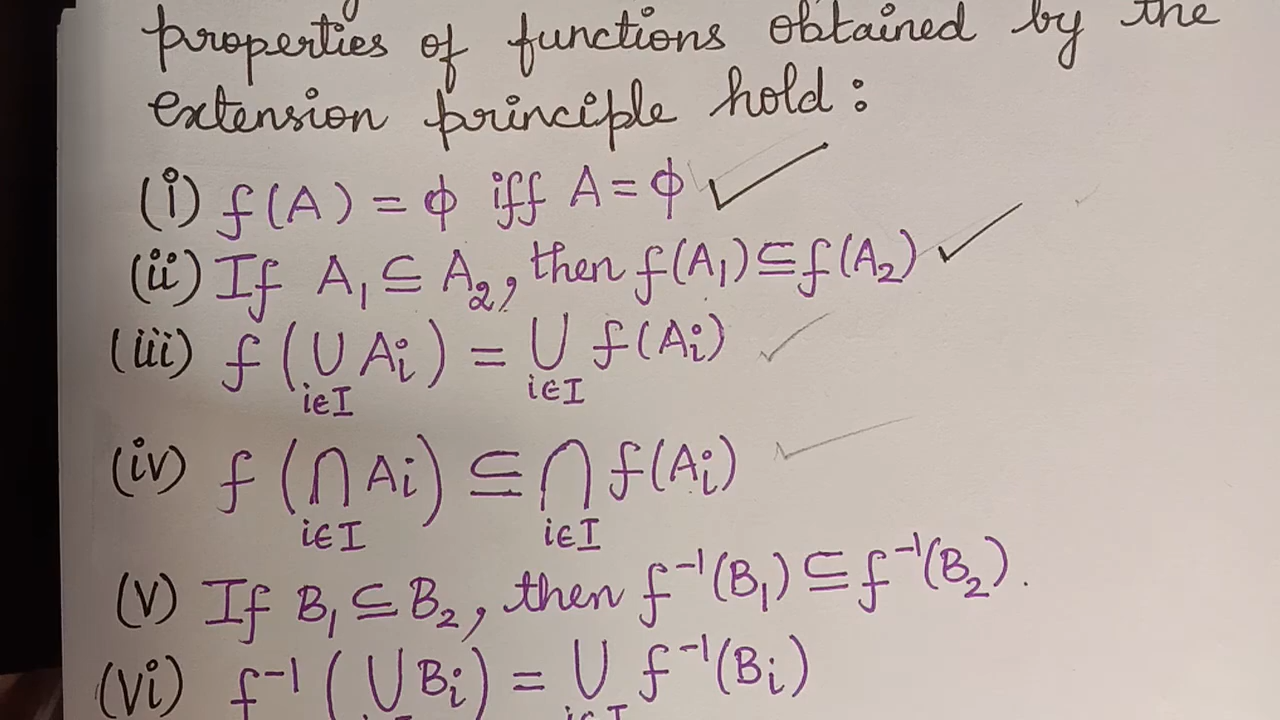 properties of functions obtained by the
extension principle hold:
(i) f(A) = ϕ iff A = ϕ
(ii) If A₁ ⊆ A₂, then f(A₁) ⊆ f(A₂)
(iii) f (∪ Aᵢ) = ∪ f(Aᵢ)
i∈I i∈I
(iv) f (∩ Ai) ⊆ ∩ f(Aᵢ)
i∈I i∈I
(v) If B₁ ⊆ B₂, then f⁻¹(B₁) ⊆ f⁻¹(B₂).
(vi) f⁻¹ (∪ Bᵢ) = ∪ f⁻¹(Bᵢ)